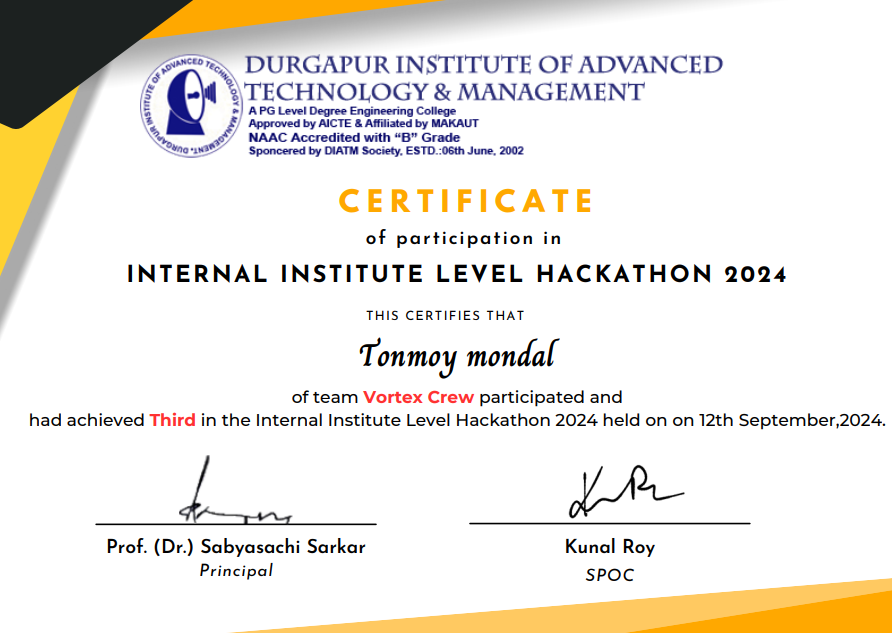 DURGAPUR INSTITUTE OF ADVANCED TECHNOLOGY & MANAGEMENT
DURGAPUR INSTITUTE OF ADVANCED
TECHNOLOGY & MANAGEMENT
A PG Level Degree Engineering College
Approved by AICTE & Affiliated by MAKAUT
NAAC Accredited with “B” Grade
Sponcered by DIATM Society, ESTD.:06th June, 2002
CERTIFICATE
of participation in
INTERNAL INSTITUTE LEVEL HACKATHON 2024
THIS CERTIFIES THAT
Tonmoy mondal
of team Vortex Crew participated and
had achieved Third in the Internal Institute Level Hackathon 2024 held on on 12th September,2024.
Prof. (Dr.) Sabyasachi Sarkar
Principal
Kunal Roy
SPOC